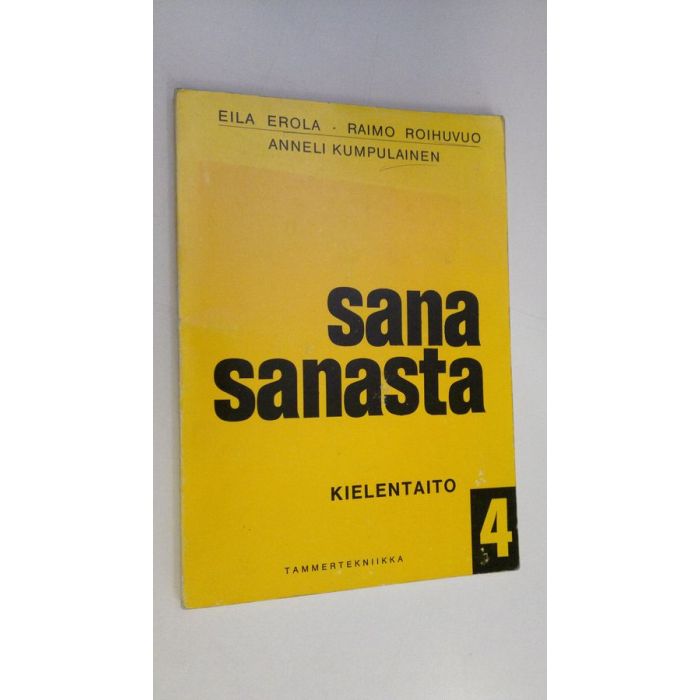 EILA EROLA · RAIMO ROIHUVUO
ANNELI KUMPULAINEN
sana
sanasta
KIELENTAITO
4
TAMMERTEKNIIKKA